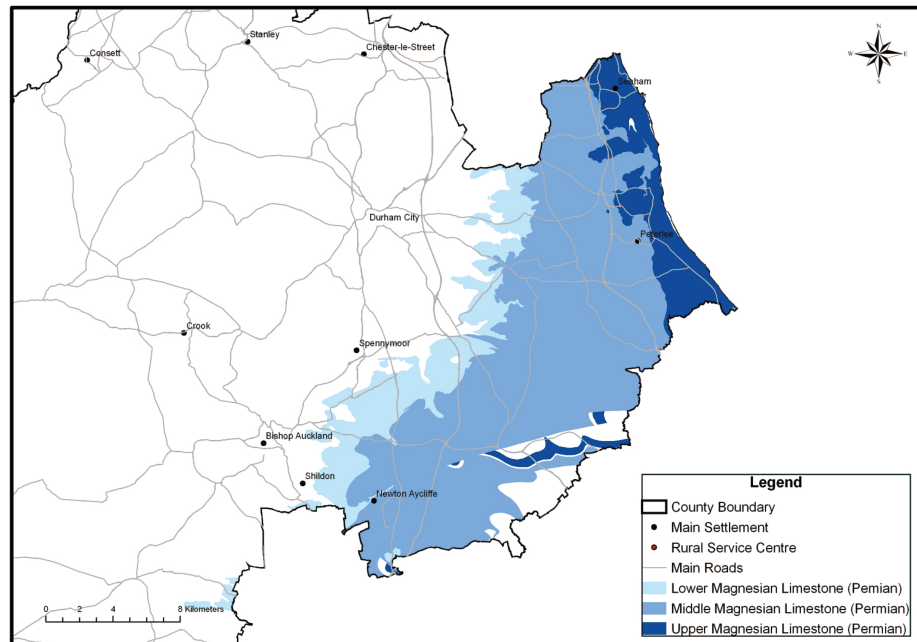 Stanley
Consett
Chester-le-Street
N
W
E
S
Seaham
Durham City
Peterlee
Crook
Spennymoor
Bishop Auckland
Shildon
Newton Aycliffe
0 2 4 8 Kilometers
Legend
County Boundary
Main Settlement
Rural Service Centre
Main Roads
Lower Magnesian Limestone (Permian)
Middle Magnesian Limestone (Permian)
Upper Magnesian Limestone (Permian)